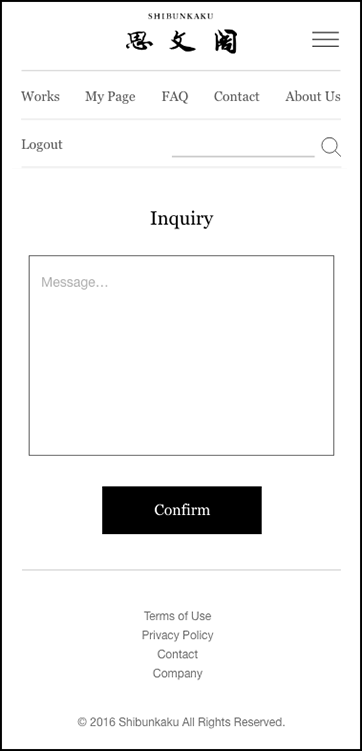 SHIBUNKAKU
思文閣
Works My Page FAQ Contact About Us
Logout
Inquiry
Message...
Confirm
Terms of Use
Privacy Policy
Contact
Company
© 2016 Shibunkaku All Rights Reserved.